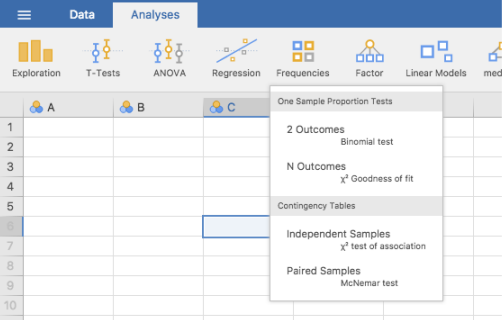 Data Analyses
Exploration T-Tests ANOVA Regression Frequencies Factor Linear Models med
A B C
One Sample Proportion Tests
1
2 Outcomes
2
Binomial test
N Outcomes
3
χ² Goodness of fit
4
Contingency Tables
5
Independent Samples
6
χ² test of association
7
Paired Samples
8
McNemar test
9
10